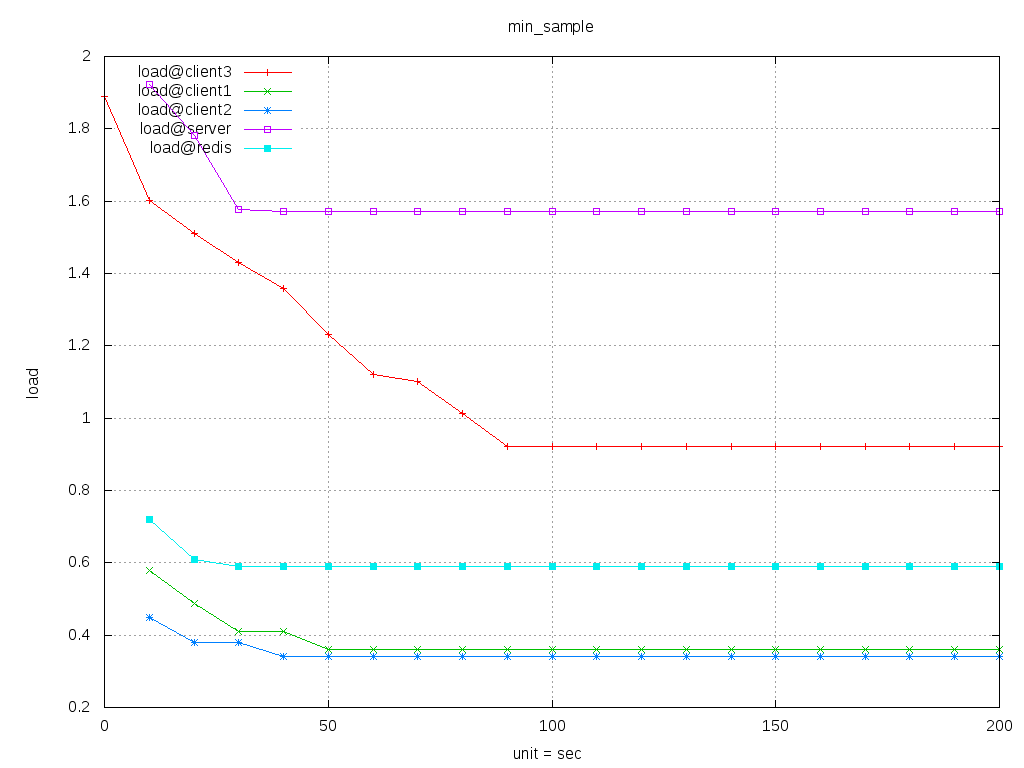 min_sample
load@client3
load@client1
load@client2
load@server
load@redis
2
1.8
1.6
1.4
1.2
1
0.8
0.6
0.4
0.2
load
0 50 100 150 200
unit = sec